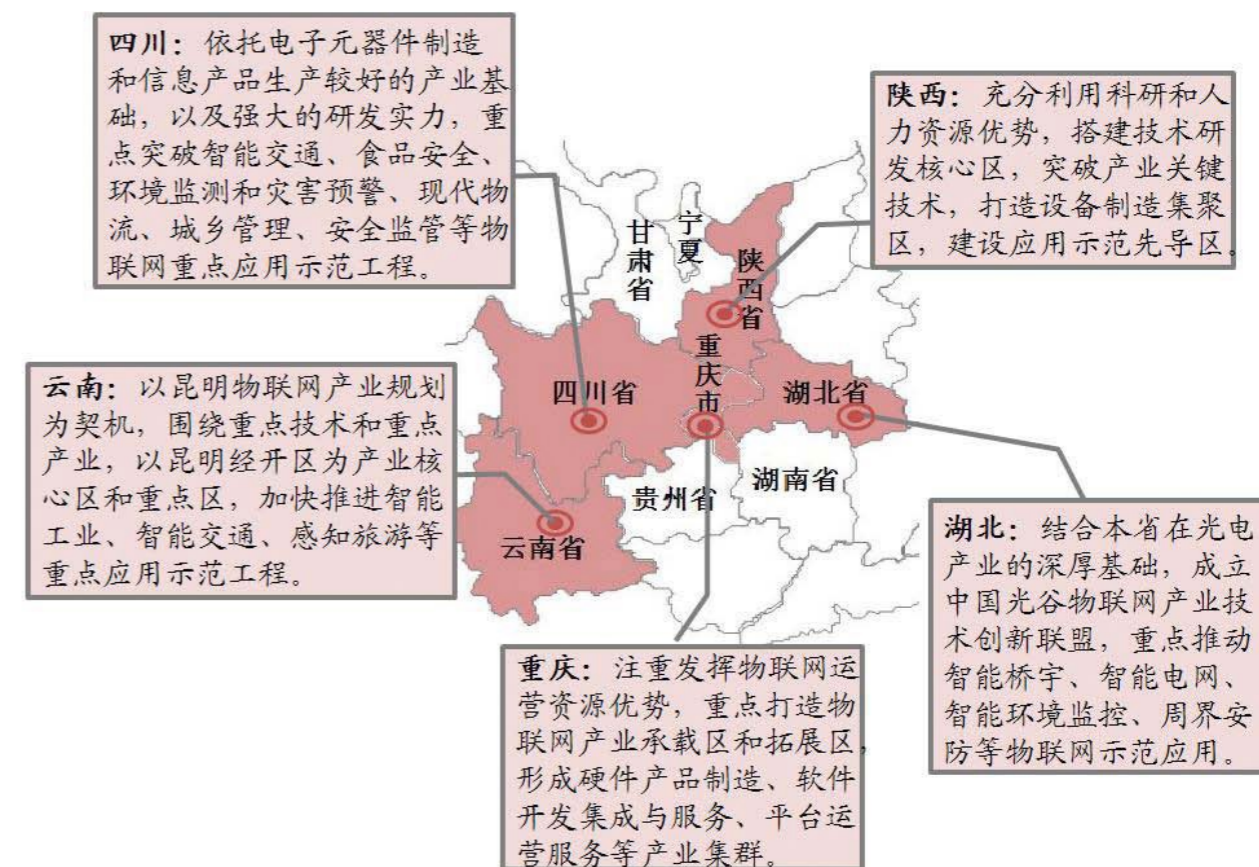 四川：依托电子元器件制造
和信息产品生产较好的产业基
础，以及强大的研发实力，重
点突破智能交通、食品安全、
环境监测和灾害预警、现代物
流、城乡管理、安全监管等物
联网重点应用示范工程。
陕西：充分利用科研和人
力资源优势，搭建技术研
发核心区，突破产业关键
技术，打造设备制造集聚
区，建设应用示范先导区。
甘肃省
宁夏
陕西省
重庆市
四川省
湖北省
贵州省
湖南省
云南省
云南：以昆明物联网产业规划
为契机，围绕重点技术和重点
产业，以昆明经开区为产业核
心区和重点区，加快推进智能
工业、智能交通、感知旅游等
重点应用示范工程。
湖北：结合本省在光电
产业的深厚基础，成立
中国光谷物联网产业技
术创新联盟，重点推动
智能桥宇、智能电网、
智能环境监控、周界安
防等物联网示范应用。
重庆：注重发挥物联网运
营资源优势，重点打造物
联网产业承载区和拓展区，
形成硬件产品制造、软件
开发集成与服务、平台运
营服务等产业集群。